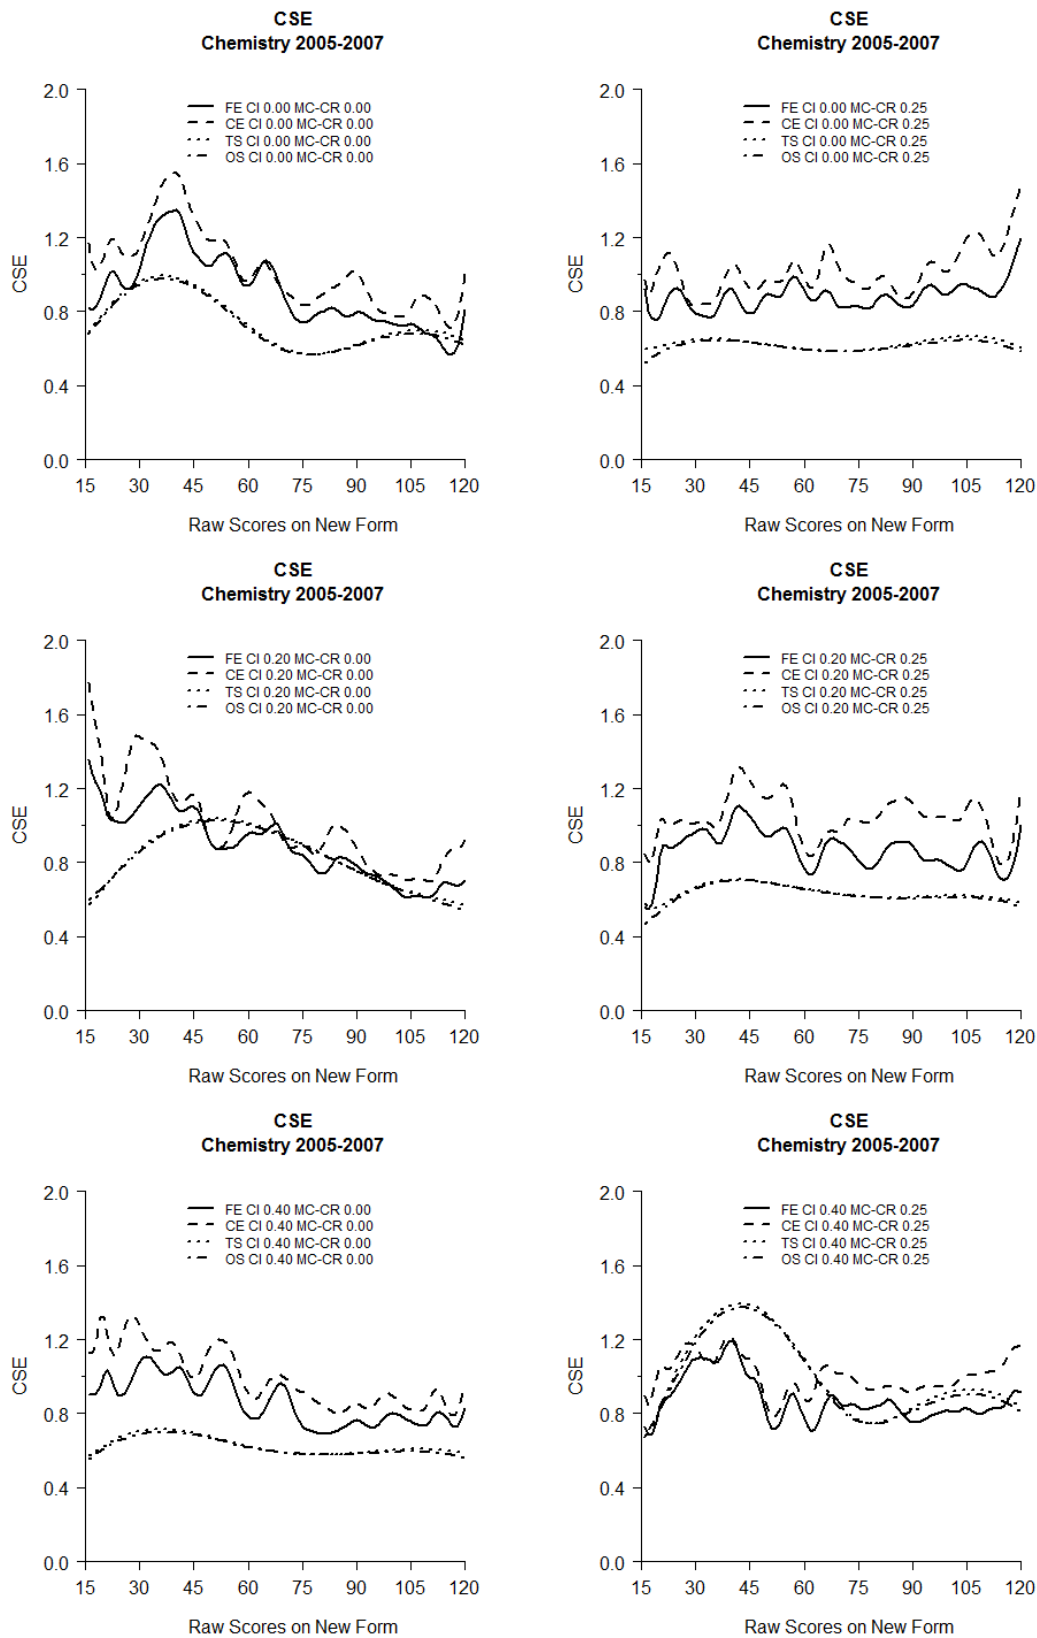 CSE
Chemistry 2005-2007
2.0
1.6
1.2
0.8
0.4
0.0
CSE
FE CI 0.00 MC-CR 0.00
CE CI 0.00 MC-CR 0.00
TS CI 0.00 MC-CR 0.00
OS CI 0.00 MC-CR 0.00
15 30 45 60 75 90 105 120
Raw Scores on New Form
CSE
Chemistry 2005-2007
2.0
1.6
1.2
0.8
0.4
0.0
CSE
FE CI 0.00 MC-CR 0.25
CE CI 0.00 MC-CR 0.25
TS CI 0.00 MC-CR 0.25
OS CI 0.00 MC-CR 0.25
15 30 45 60 75 90 105 120
Raw Scores on New Form
CSE
Chemistry 2005-2007
2.0
1.6
1.2
0.8
0.4
0.0
CSE
FE CI 0.20 MC-CR 0.00
CE CI 0.20 MC-CR 0.00
TS CI 0.20 MC-CR 0.00
OS CI 0.20 MC-CR 0.00
15 30 45 60 75 90 105 120
Raw Scores on New Form
CSE
Chemistry 2005-2007
2.0
1.6
1.2
0.8
0.4
0.0
CSE
FE CI 0.20 MC-CR 0.25
CE CI 0.20 MC-CR 0.25
TS CI 0.20 MC-CR 0.25
OS CI 0.20 MC-CR 0.25
15 30 45 60 75 90 105 120
Raw Scores on New Form
CSE
Chemistry 2005-2007
2.0
1.6
1.2
0.8
0.4
0.0
CSE
FE CI 0.40 MC-CR 0.00
CE CI 0.40 MC-CR 0.00
TS CI 0.40 MC-CR 0.00
OS CI 0.40 MC-CR 0.00
15 30 45 60 75 90 105 120
Raw Scores on New Form
CSE
Chemistry 2005-2007
2.0
1.6
1.2
0.8
0.4
0.0
CSE
FE CI 0.40 MC-CR 0.25
CE CI 0.40 MC-CR 0.25
TS CI 0.40 MC-CR 0.25
OS CI 0.40 MC-CR 0.25
15 30 45 60 75 90 105 120
Raw Scores on New Form